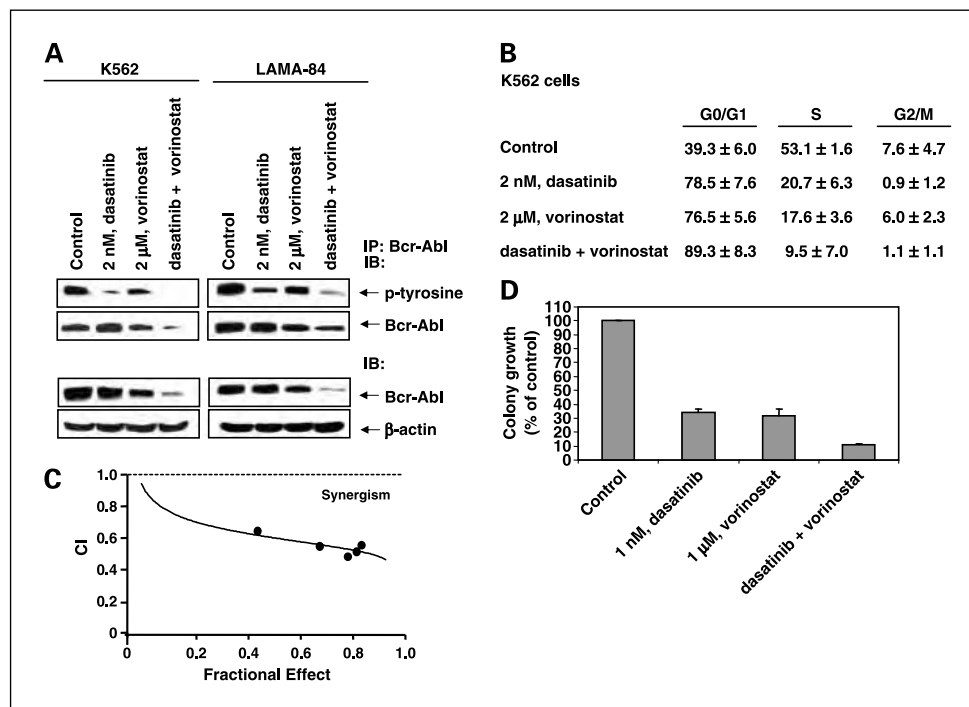 A
K562
LAMA-84
Control
2 nM, dasatinib
2 µM, vorinostat
dasatinib + vorinostat
Control
2 nM, dasatinib
2 µM, vorinostat
dasatinib + vorinostat
IP: Bcr-Abl
IB:
p-tyrosine
Bcr-Abl
IB:
Bcr-Abl
β-actin
B
K562 cells
G0/G1 S G2/M
Control 39.3 ± 6.0 53.1 ± 1.6 7.6 ± 4.7
2 nM, dasatinib 78.5 ± 7.6 20.7 ± 6.3 0.9 ± 1.2
2 µM, vorinostat 76.5 ± 5.6 17.6 ± 3.6 6.0 ± 2.3
dasatinib + vorinostat 89.3 ± 8.3 9.5 ± 7.0 1.1 ± 1.1
C
1.0
0.8
0.6
0.4
0.2
0
CI
Synergism
0 0.2 0.4 0.6 0.8 1.0
Fractional Effect
D
Colony growth
(% of control)
100
90
80
70
60
50
40
30
20
10
0
Control
1 nM, dasatinib
1 µM, vorinostat
dasatinib + vorinostat